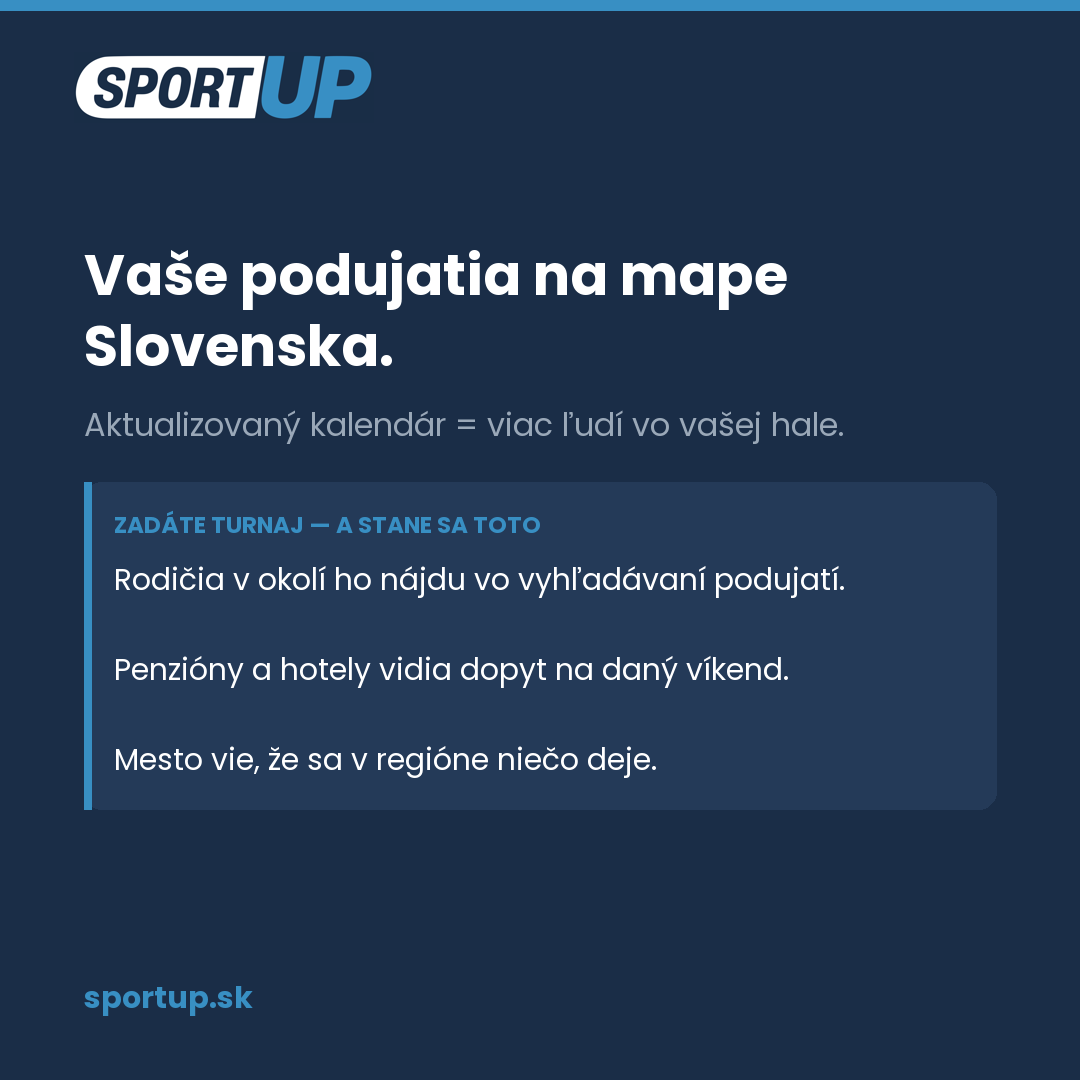 SPORTUP
Vaše podujatia na mape
Slovenska.
Aktualizovaný kalendár = viac ľudí vo vašej hale.
ZADÁTE TURNAJ — A STANE SA TOTO
Rodičia v okolí ho nájdu vo vyhľadávaní podujatí.
Penzióny a hotely vidia dopyt na daný víkend.
Mesto vie, že sa v regióne niečo deje.
sportup.sk